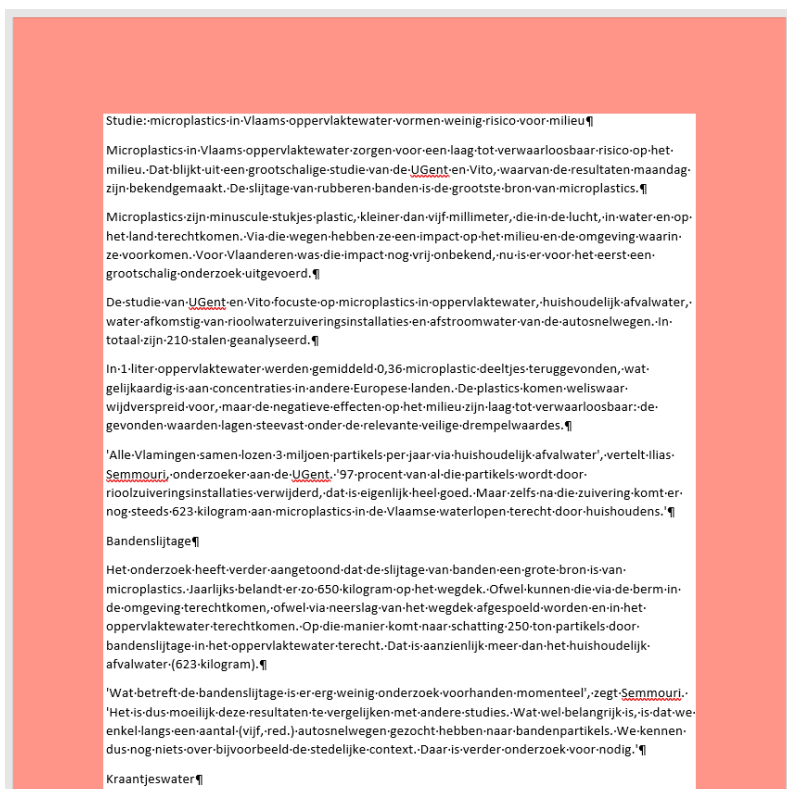 Studie: microplastics in Vlaams oppervlaktewater vormen weinig risico voor milieu¶
Microplastics in Vlaams oppervlaktewater zorgen voor een laag tot verwaarloosbaar risico op het
milieu. Dat blijkt uit een grootschalige studie van de UGent en Vito, waarvan de resultaten maandag
zijn bekendgemaakt. De slijtage van rubberen banden is de grootste bron van microplastics.¶
Microplastics zijn minuscule stukjes plastic, kleiner dan vijf millimeter, die in de lucht, in water en op
het land terechtkomen. Via die wegen hebben ze een impact op het milieu en de omgeving waarin
ze voorkomen. Voor Vlaanderen was die impact nog vrij onbekend, nu is er voor het eerst een
grootschalig onderzoek uitgevoerd.¶
De studie van UGent en Vito focuste op microplastics in oppervlaktewater, huishoudelijk afvalwater,
water afkomstig van rioolwaterzuiveringsinstallaties en afstroomwater van de autosnelwegen. In
totaal zijn 210 stalen geanalyseerd.¶
In 1 liter oppervlaktewater werden gemiddeld 0,36 microplastic deeltjes teruggevonden, wat
gelijkaardig is aan concentraties in andere Europese landen. De plastics komen weliswaar
wijdverspreid voor, maar de negatieve effecten op het milieu zijn laag tot verwaarloosbaar: de
gevonden waarden lagen steevast onder de relevante veilige drempelwaardes.¶
'Alle Vlamingen samen lozen 3 miljoen partikels per jaar via huishoudelijk afvalwater', vertelt Ilias
Semmouri, onderzoeker aan de UGent. '97 procent van al die partikels wordt door
rioolzuiveringsinstallaties verwijderd, dat is eigenlijk heel goed. Maar zelfs na die zuivering komt er
nog steeds 623 kilogram aan microplastics in de Vlaamse waterlopen terecht door huishoudens.'¶
Bandenslijtage¶
Het onderzoek heeft verder aangetoond dat de slijtage van banden een grote bron is van
microplastics. Jaarlijks belandt er zo 650 kilogram op het wegdek. Ofwel kunnen die via de berm in
de omgeving terechtkomen, ofwel via neerslag van het wegdek afgespoeld worden en in het
oppervlaktewater terechtkomen. Op die manier komt naar schatting 250 ton partikels door
bandenslijtage in het oppervlaktewater terecht. Dat is aanzienlijk meer dan het huishoudelijk
afvalwater (623 kilogram).¶
'Wat betreft de bandenslijtage is er erg weinig onderzoek voorhanden momenteel', zegt Semmouri.
'Het is dus moeilijk deze resultaten te vergelijken met andere studies. Wat wel belangrijk is, is dat we
enkel langs een aantal (vijf, red.) autosnelwegen gezocht hebben naar bandenpartikels. We kennen
dus nog niets over bijvoorbeeld de stedelijke context. Daar is verder onderzoek voor nodig.'¶
Kraantjeswater¶